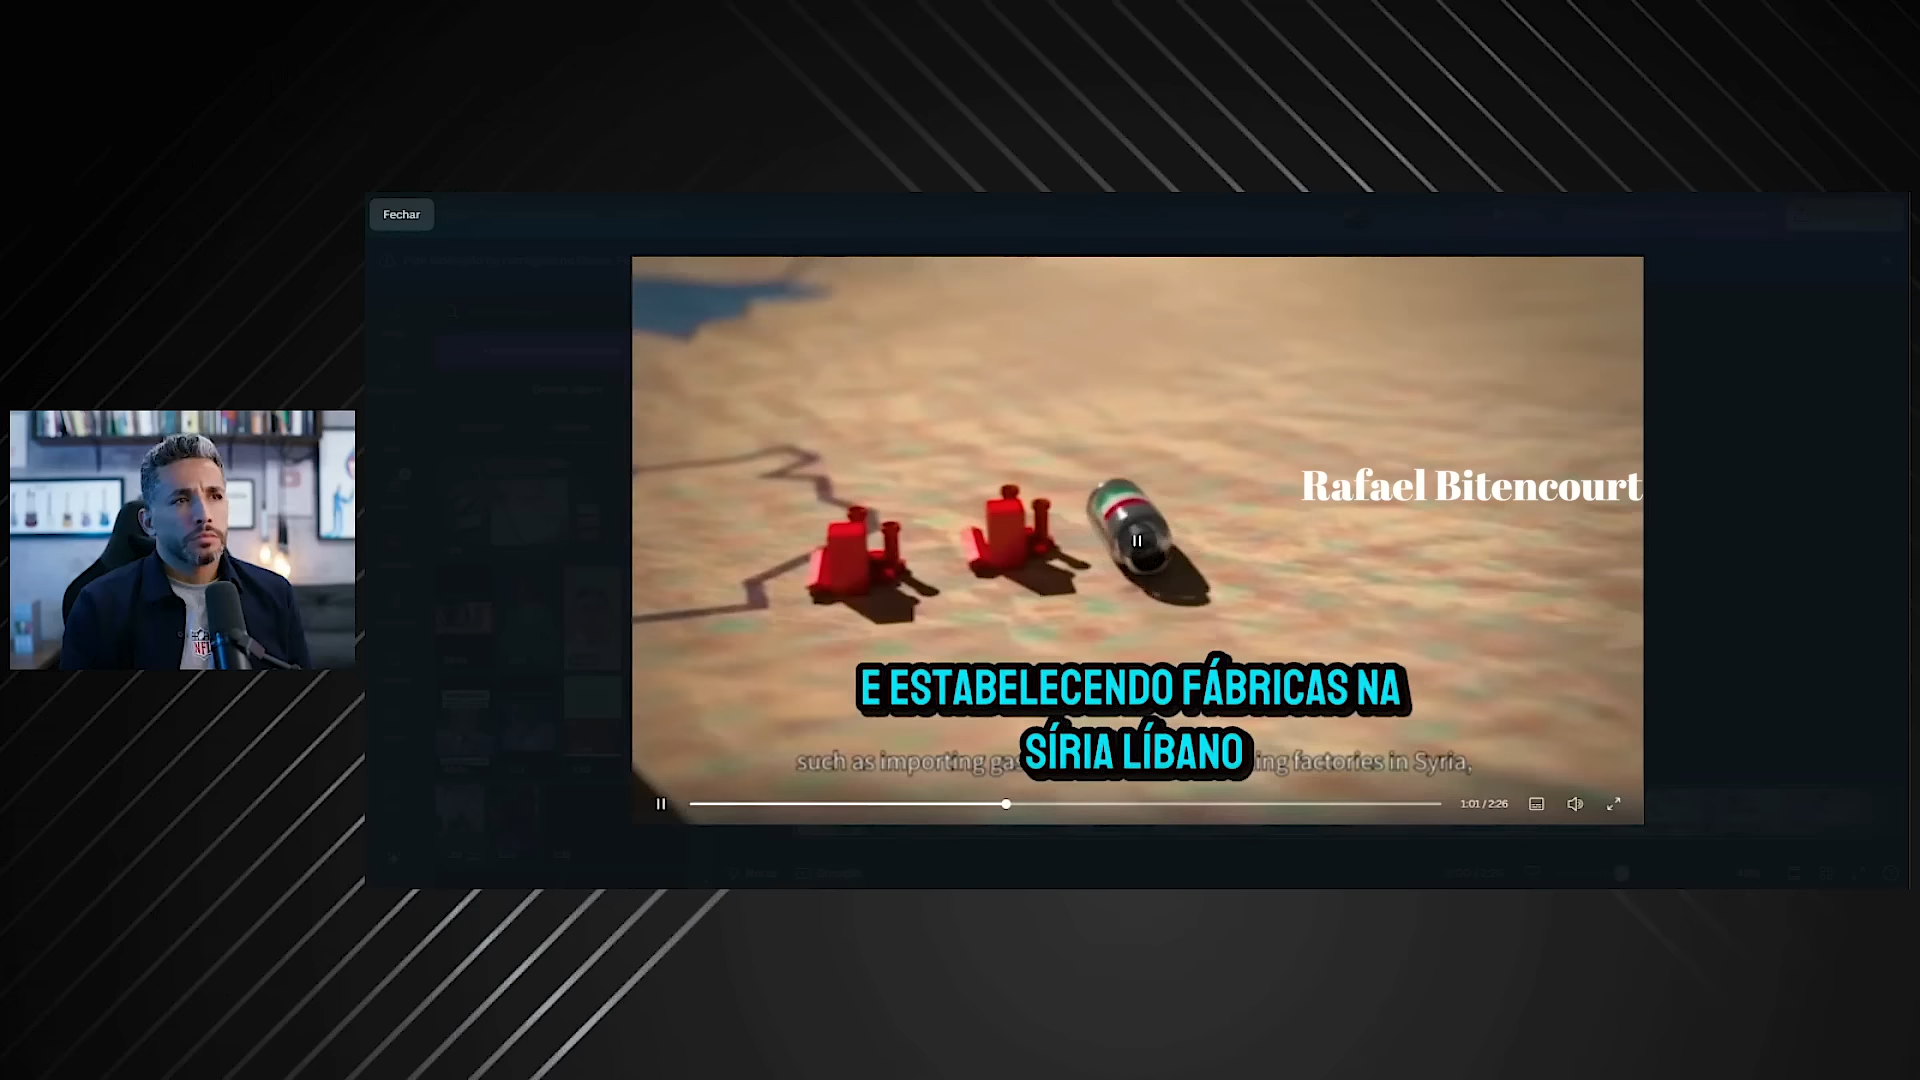 Fechar
Rafael Bitencourt
NFL
E ESTABELECENDO FÁBRICAS NA
SÍRIA LÍBANO
such as importing ing factories in Syria,
1:01 / 2:26